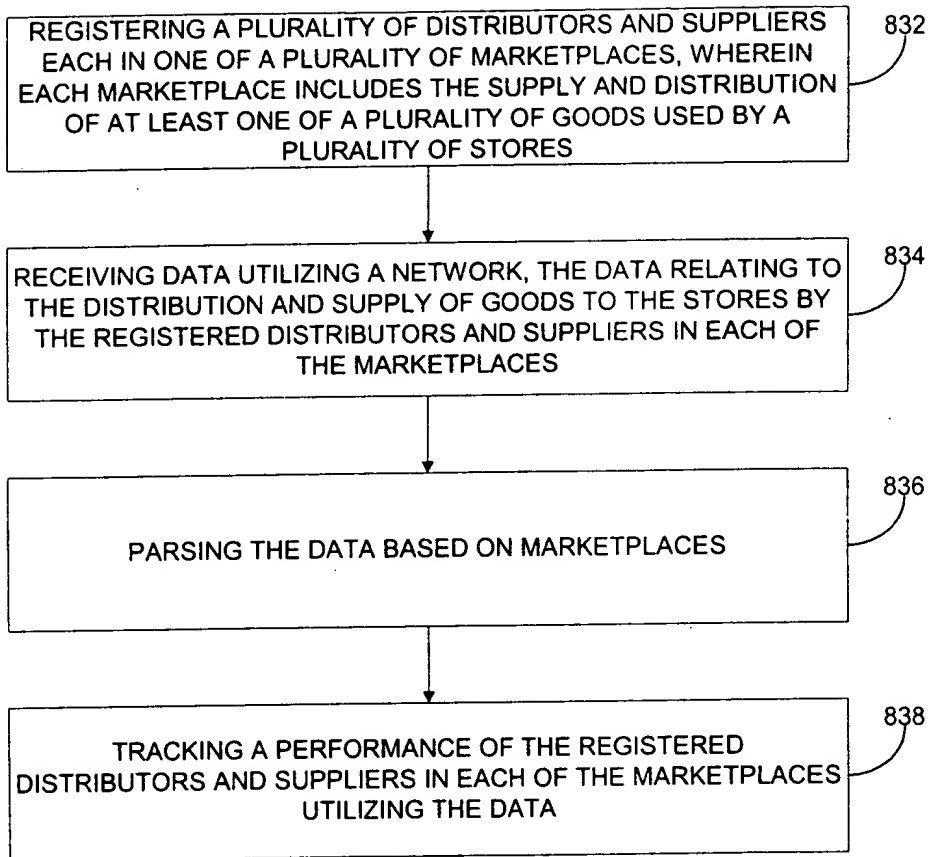 REGISTERING A PLURALITY OF DISTRIBUTORS AND SUPPLIERS
EACH IN ONE OF A PLURALITY OF MARKETPLACES, WHEREIN
EACH MARKETPLACE INCLUDES THE SUPPLY AND DISTRIBUTION
OF AT LEAST ONE OF A PLURALITY OF GOODS USED BY A
PLURALITY OF STORES
832
RECEIVING DATA UTILIZING A NETWORK, THE DATA RELATING TO
THE DISTRIBUTION AND SUPPLY OF GOODS TO THE STORES BY
THE REGISTERED DISTRIBUTORS AND SUPPLIERS IN EACH OF
THE MARKETPLACES
834
PARSING THE DATA BASED ON MARKETPLACES
836
TRACKING A PERFORMANCE OF THE REGISTERED
DISTRIBUTORS AND SUPPLIERS IN EACH OF THE MARKETPLACES
UTILIZING THE DATA
838